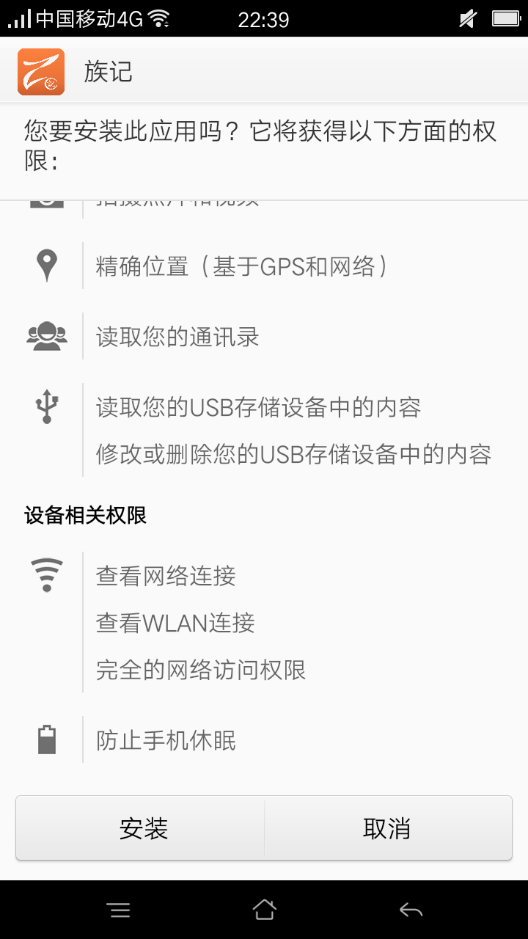 中国移动4G
22:39
族记
您要安装此应用吗？它将获得以下方面的权
限：
精确位置（基于GPS和网络）
读取您的通讯录
读取您的USB存储设备中的内容
修改或删除您的USB存储设备中的内容
设备相关权限
查看网络连接
查看WLAN连接
完全的网络访问权限
防止手机休眠
安装
取消